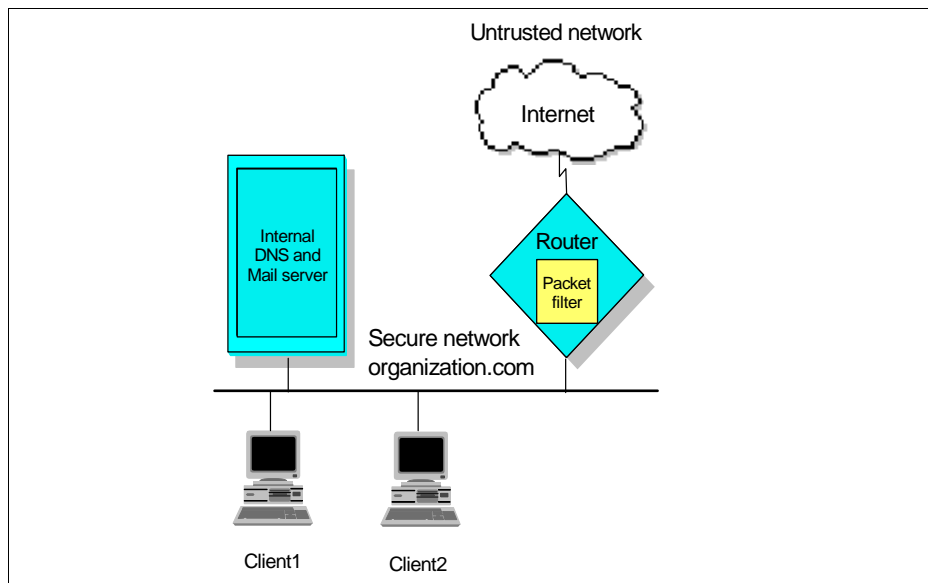 Untrusted network
Internet
Internal
DNS and
Mail server
Router
Packet
filter
Secure network
organization.com
Client1
Client2